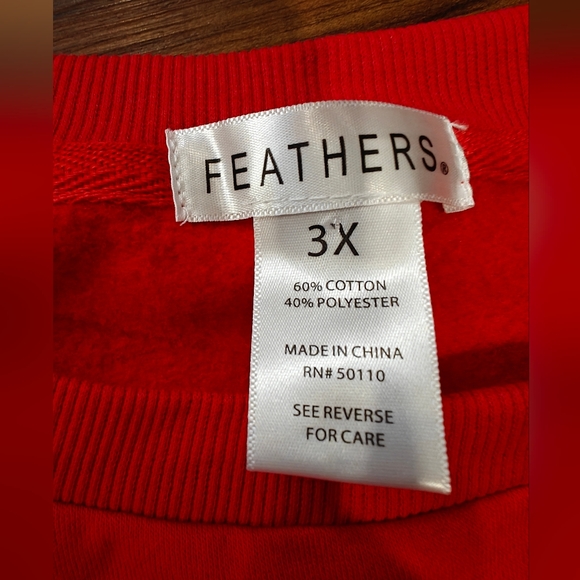 FEATHERS®
3X
60% COTTON
40% POLYESTER
MADE IN CHINA
RN# 50110
SEE REVERSE
FOR CARE